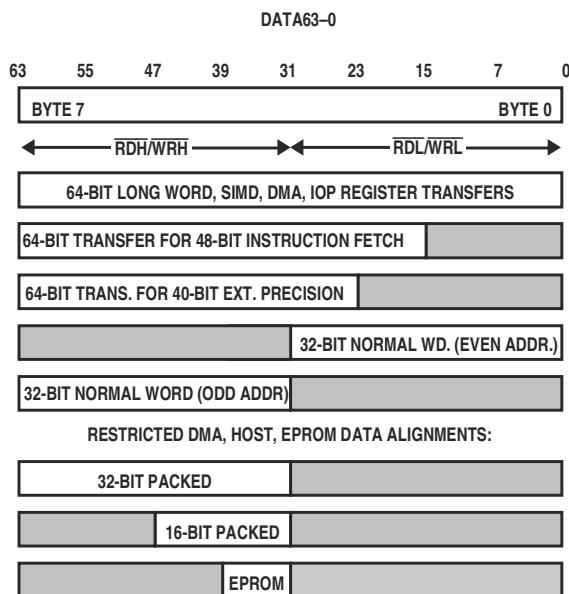 DATA63–0
63 55 47 39 31 23 15 7 0
BYTE 7 BYTE 0
RDH/WRH RDL/WRL
64-BIT LONG WORD, SIMD, DMA, IOP REGISTER TRANSFERS
64-BIT TRANSFER FOR 48-BIT INSTRUCTION FETCH
64-BIT TRANS. FOR 40-BIT EXT. PRECISION
32-BIT NORMAL WD. (EVEN ADDR.)
32-BIT NORMAL WORD (ODD ADDR)
RESTRICTED DMA, HOST, EPROM DATA ALIGNMENTS:
32-BIT PACKED
16-BIT PACKED
EPROM